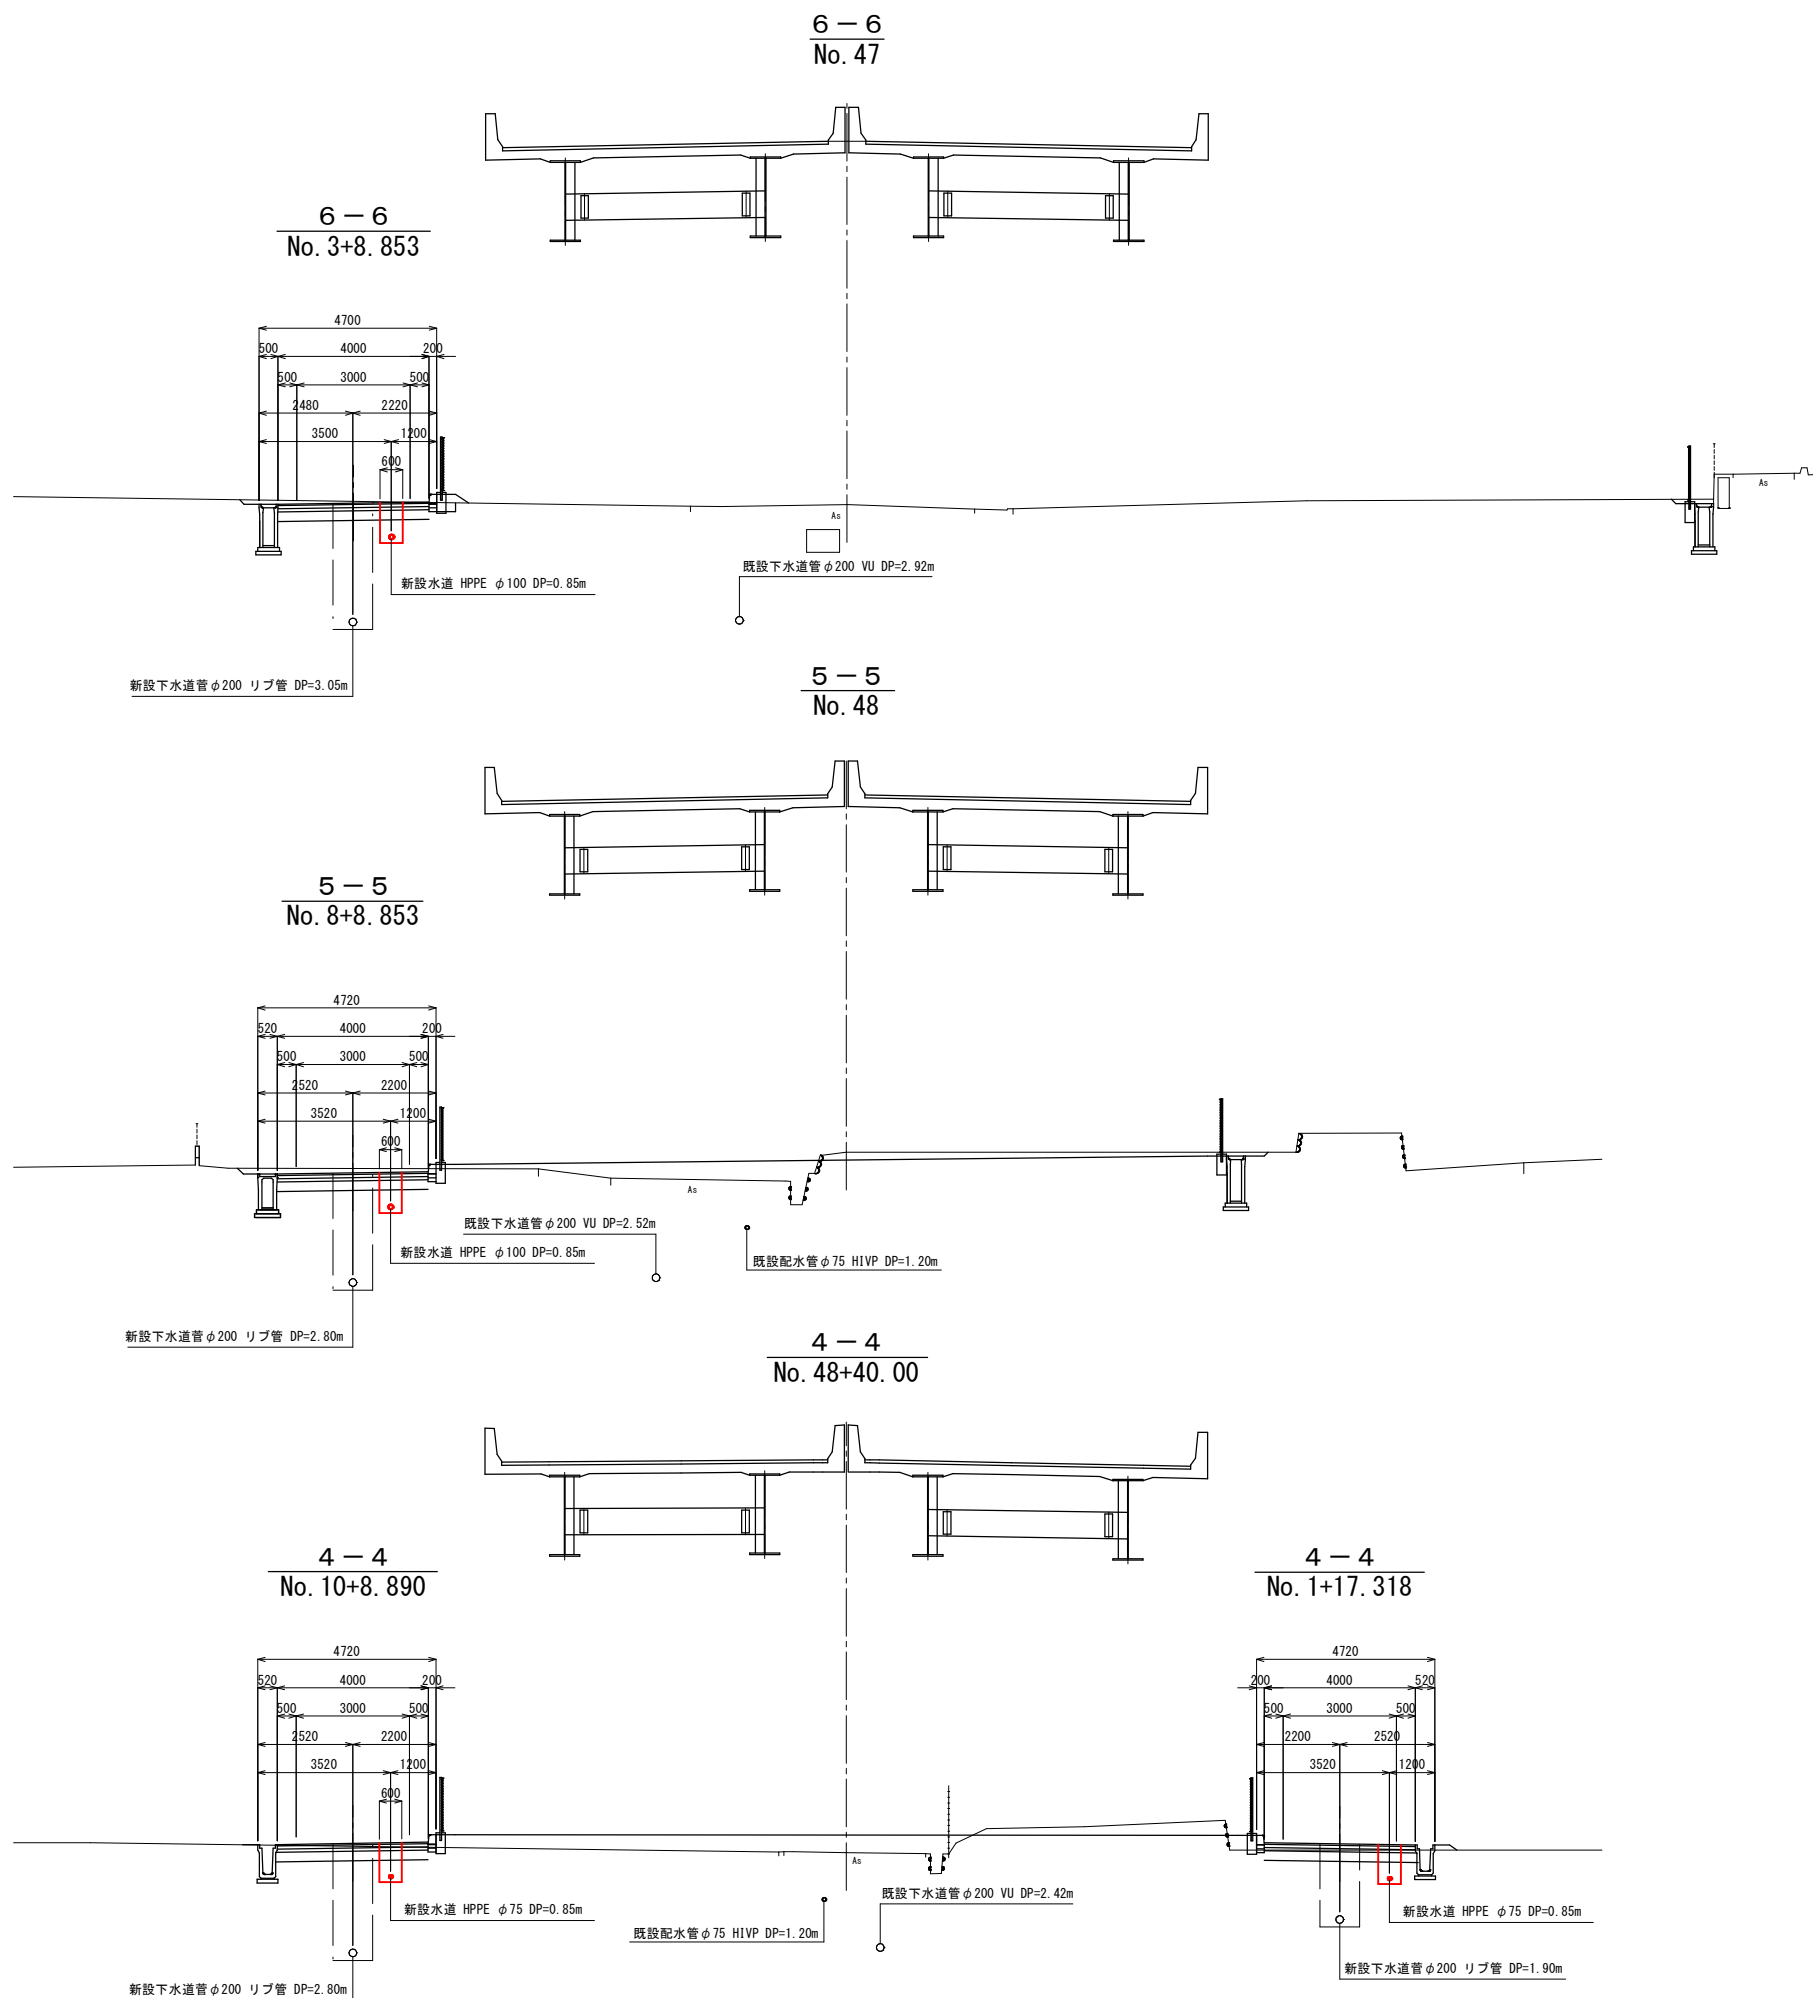 6－6
No.47
6－6
No.3+8.853
4700
500 4000 200
500 3000 500
2480 2220
3500 1200
600
As
As
既設下水道管φ200 VU DP=2.92m
新設水道 HPPE φ100 DP=0.85m
新設下水道菅φ200 リブ管 DP=3.05m
5－5
No.48
5－5
No.8+8.853
4720
520 4000 200
500 3000 500
2520 2200
3520 1200
600
As
既設下水道管φ200 VU DP=2.52m
新設水道 HPPE φ100 DP=0.85m
既設配水管φ75 HIVP DP=1.20m
新設下水道菅φ200 リブ管 DP=2.80m
4－4
No.48+40.00
4－4
No.10+8.890
4－4
No.1+17.318
4720
520 4000 200
500 3000 500
2520 2200
3520 1200
600
4720
200 4000 520
500 3000 500
2200 2520
3520 1200
As
既設下水道管φ200 VU DP=2.42m
新設水道 HPPE φ75 DP=0.85m
新設水道 HPPE φ75 DP=0.85m
既設配水管φ75 HIVP DP=1.20m
新設下水道菅φ200 リブ管 DP=1.90m
新設下水道菅φ200 リブ管 DP=2.80m